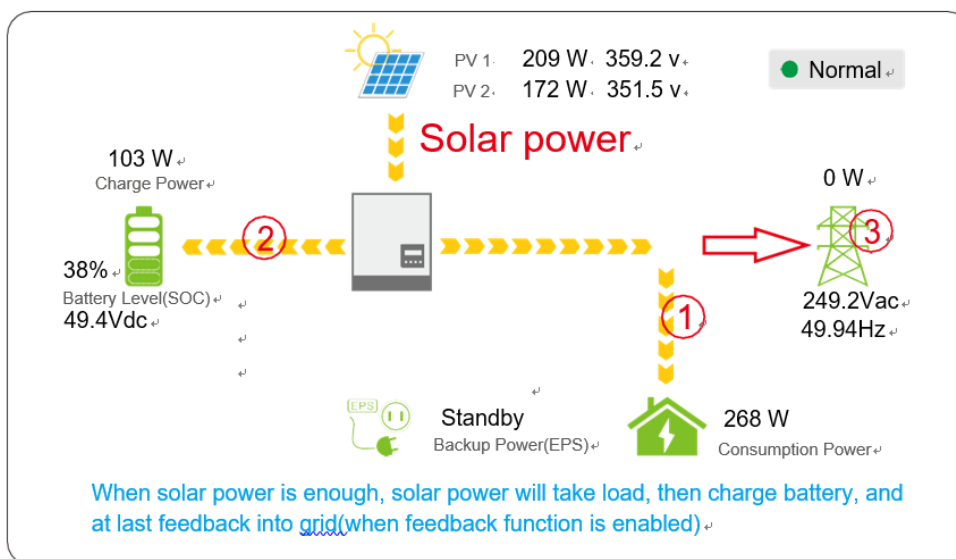 PV 1 209 W 359.2 v
PV 2 172 W 351.5 v
Normal
Solar power
103 W
Charge Power
0 W
2
3
38%
Battery Level(SOC)
49.4Vdc
249.2Vac
49.94Hz
1
EPS
Standby
Backup Power(EPS)
268 W
Consumption Power
When solar power is enough, solar power will take load, then charge battery, and
at last feedback into grid(when feedback function is enabled)